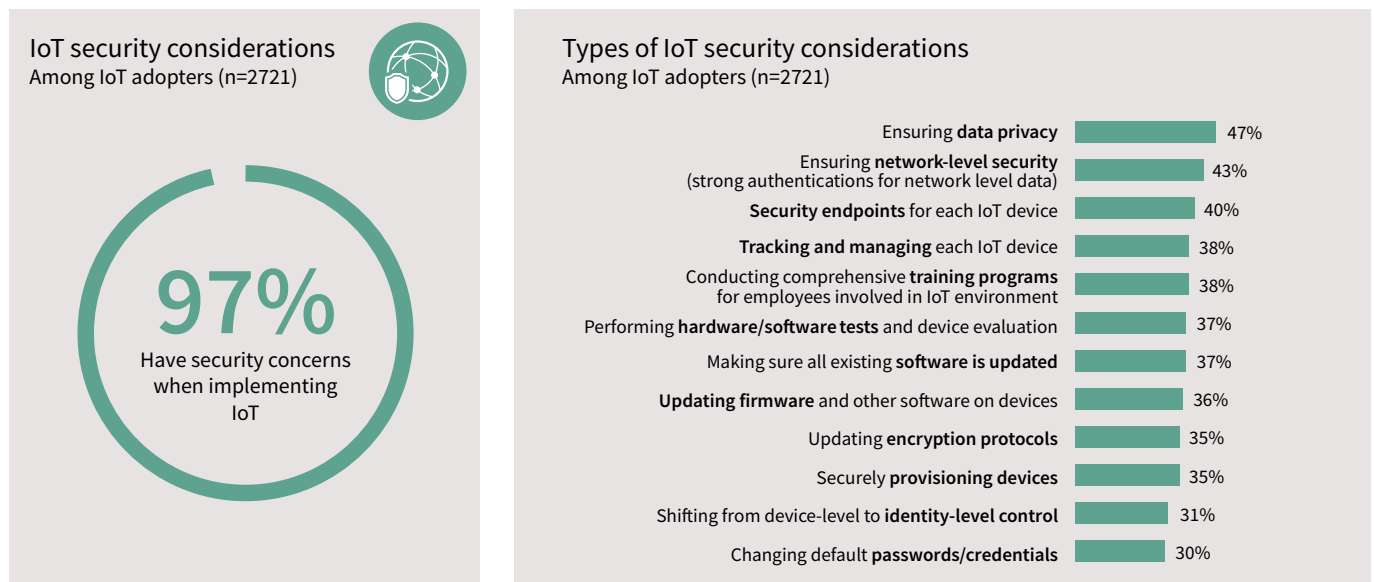 IoT security considerations
Among IoT adopters (n=2721)
97%
Have security concerns
when implementing
IoT
Types of IoT security considerations
Among IoT adopters (n=2721)
Ensuring data privacy 47%
Ensuring network-level security
(strong authentications for network level data) 43%
Security endpoints for each IoT device 40%
Tracking and managing each IoT device 38%
Conducting comprehensive training programs
for employees involved in IoT environment 38%
Performing hardware/software tests and device evaluation 37%
Making sure all existing software is updated 37%
Updating firmware and other software on devices 36%
Updating encryption protocols 35%
Securely provisioning devices 35%
Shifting from device-level to identity-level control 31%
Changing default passwords/credentials 30%